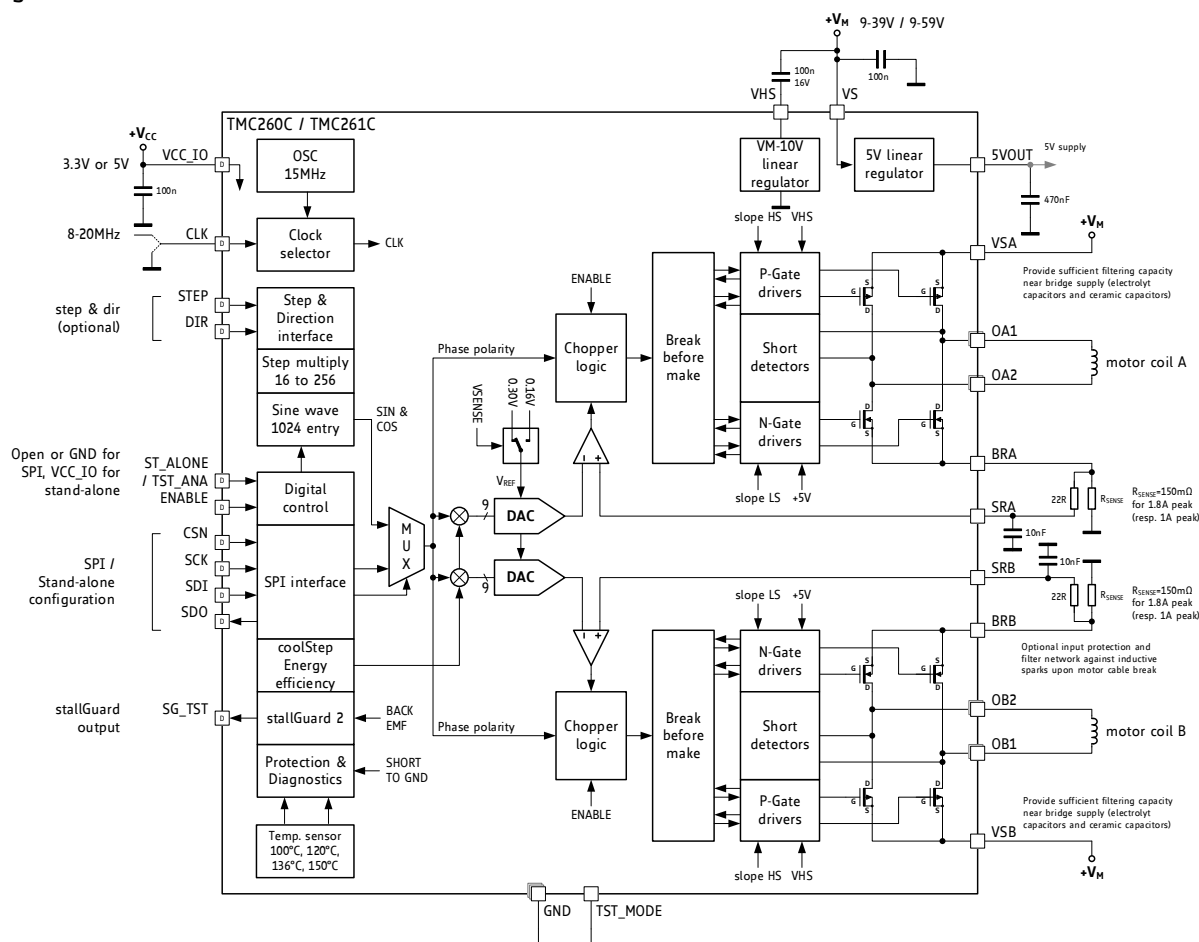 +VM
9-39V / 9-59V
100n
16V
100n
VHS
VS
TMC260C / TMC261C
+VCC
3.3V or 5V
VCC_IO
D
100n
OSC
15MHz
VM-10V
linear
regulator
5V linear
regulator
5VOUT
5V supply
470nF
slope HS
VHS
+VM
8-20MHz
CLK
D
Clock
selector
CLK
VSA
Provide sufficient filtering capacity
near bridge supply (electrolyt
capacitors and ceramic capacitors)
ENABLE
P-Gate
drivers
G
S
D
G
S
D
step & dir
(optional)
STEP
D
DIR
D
Step &
Direction
interface
Step multiply
16 to 256
Phase polarity
Chopper
logic
Break
before
make
Short
detectors
OA1
OA2
motor coil A
Sine wave
1024 entry
SIN &
COS
VSENSE
0.30V
0.16V
N-Gate
drivers
G
D
S
G
D
S
Open or GND for
SPI, VCC_IO for
stand-alone
ST_ALONE
/ TST_ANA
D
ENABLE
D
Digital
control
VREF
− +
slope LS
+5V
BRA
22R
RSENSE
RSENSE=150mΩ
for 1.8A peak
(resp. 1A peak)
SRA
10nF
9
DAC
M
U
X
SPI /
Stand-alone
configuration
CSN
D
SCK
D
SDI
D
SDO
D
SPI interface
9
DAC
10nF
SRB
22R
RSENSE
RSENSE=150mΩ
for 1.8A peak
(resp. 1A peak)
slope LS
+5V
− +
BRB
Optional input protection and
filter network against inductive
sparks upon motor cable break
coolStep
Energy
efficiency
N-Gate
drivers
G
S
D
G
S
D
stallGuard
output
SG_TST
D
stallGuard 2
BACK
EMF
Phase polarity
Chopper
logic
Break
before
make
Short
detectors
OB2
OB1
motor coil B
Protection &
Diagnostics
SHORT
TO GND
ENABLE
P-Gate
drivers
G
D
S
G
D
S
Provide sufficient filtering capacity
near bridge supply (electrolyt
capacitors and ceramic capacitors)
Temp. sensor
100°C, 120°C,
136°C, 150°C
VSB
+VM
slope HS
VHS
GND
TST_MODE